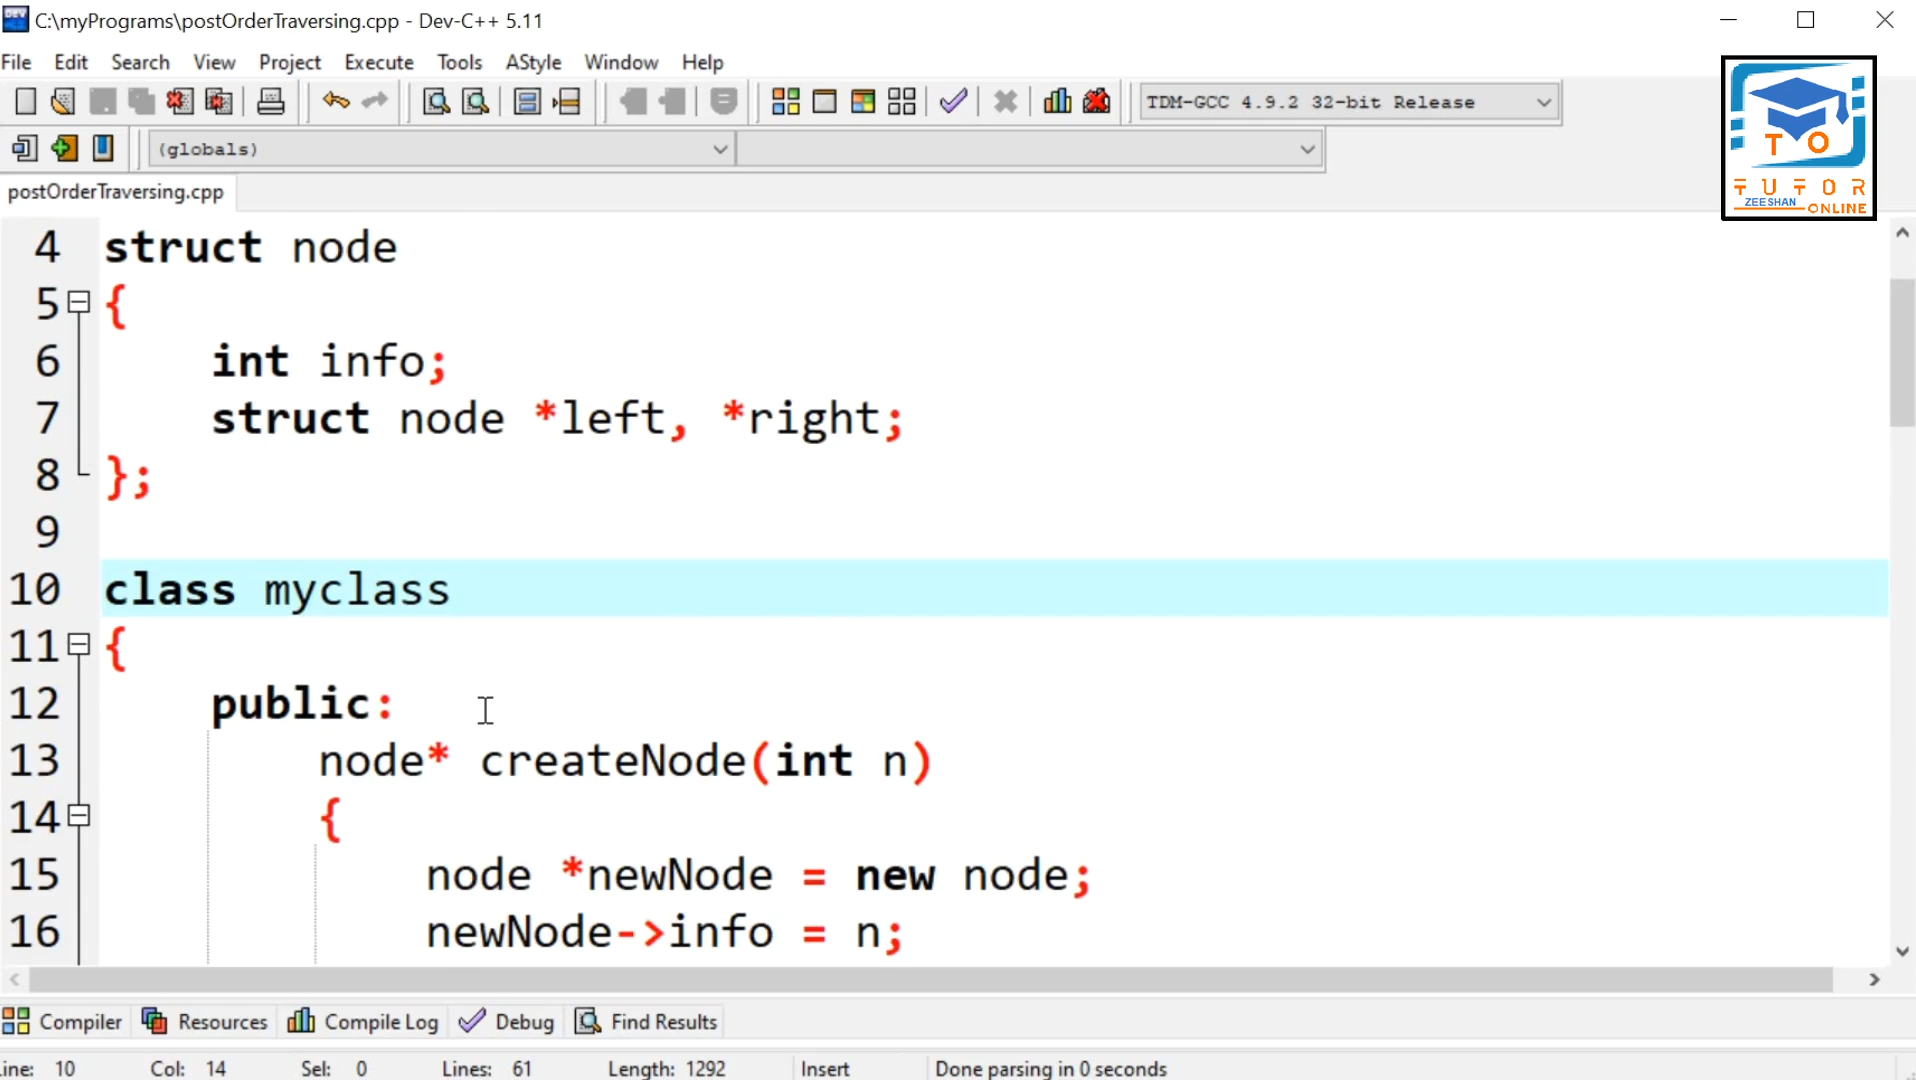 C:\myPrograms\postOrderTraversing.cpp - Dev-C++ 5.11
File Edit Search View Project Execute Tools AStyle Window Help
TDM-GCC 4.9.2 32-bit Release
(globals)
postOrderTraversing.cpp
T O
TUTOR
ZEESHAN
ONLINE
4 struct node
5 {
6 int info;
7 struct node *left, *right;
8 };
9
10 class myclass
11 {
12 public:
13 node* createNode(int n)
14 {
15 node *newNode = new node;
16 newNode->info = n;
Compiler Resources Compile Log Debug Find Results
ine: 10 Col: 14 Sel: 0 Lines: 61 Length: 1292 Insert Done parsing in 0 seconds